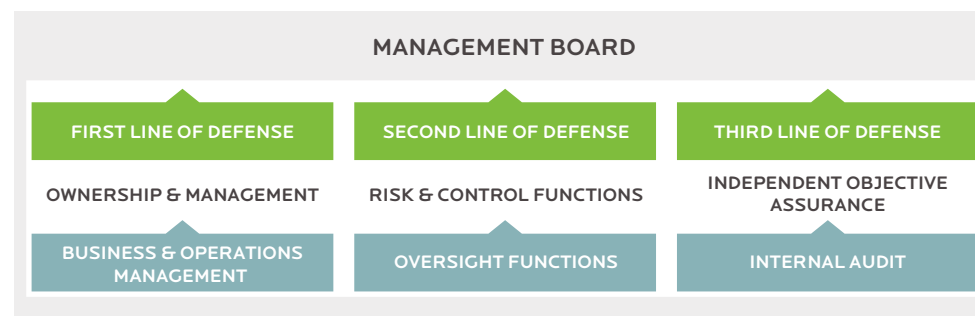 MANAGEMENT BOARD
FIRST LINE OF DEFENSE
SECOND LINE OF DEFENSE
THIRD LINE OF DEFENSE
OWNERSHIP & MANAGEMENT
RISK & CONTROL FUNCTIONS
INDEPENDENT OBJECTIVE
ASSURANCE
BUSINESS & OPERATIONS
MANAGEMENT
OVERSIGHT FUNCTIONS
INTERNAL AUDIT